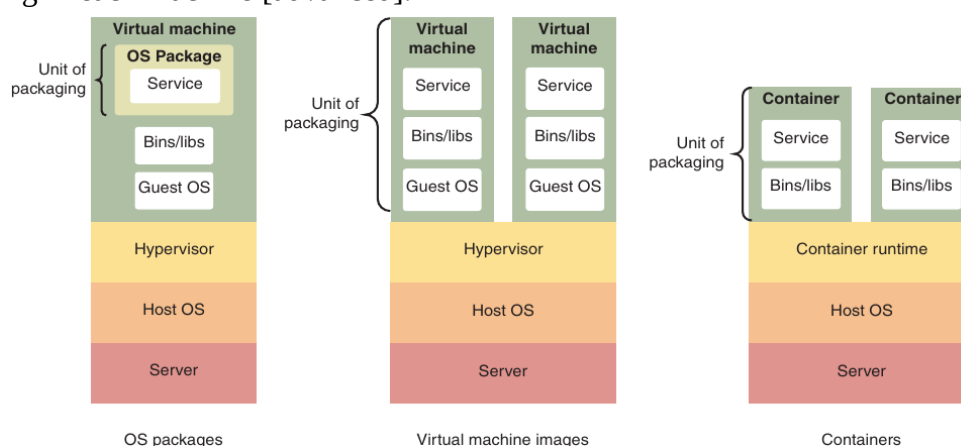 Virtual machine
OS Package
Unit of
packaging
Service
Bins/libs
Guest OS
Hypervisor
Host OS
Server
OS packages
Virtual
machine
Virtual
machine
Unit of
packaging
Service
Service
Bins/libs
Bins/libs
Guest OS
Guest OS
Hypervisor
Host OS
Server
Virtual machine images
Container
Container
Unit of
packaging
Service
Service
Bins/libs
Bins/libs
Container runtime
Host OS
Server
Containers